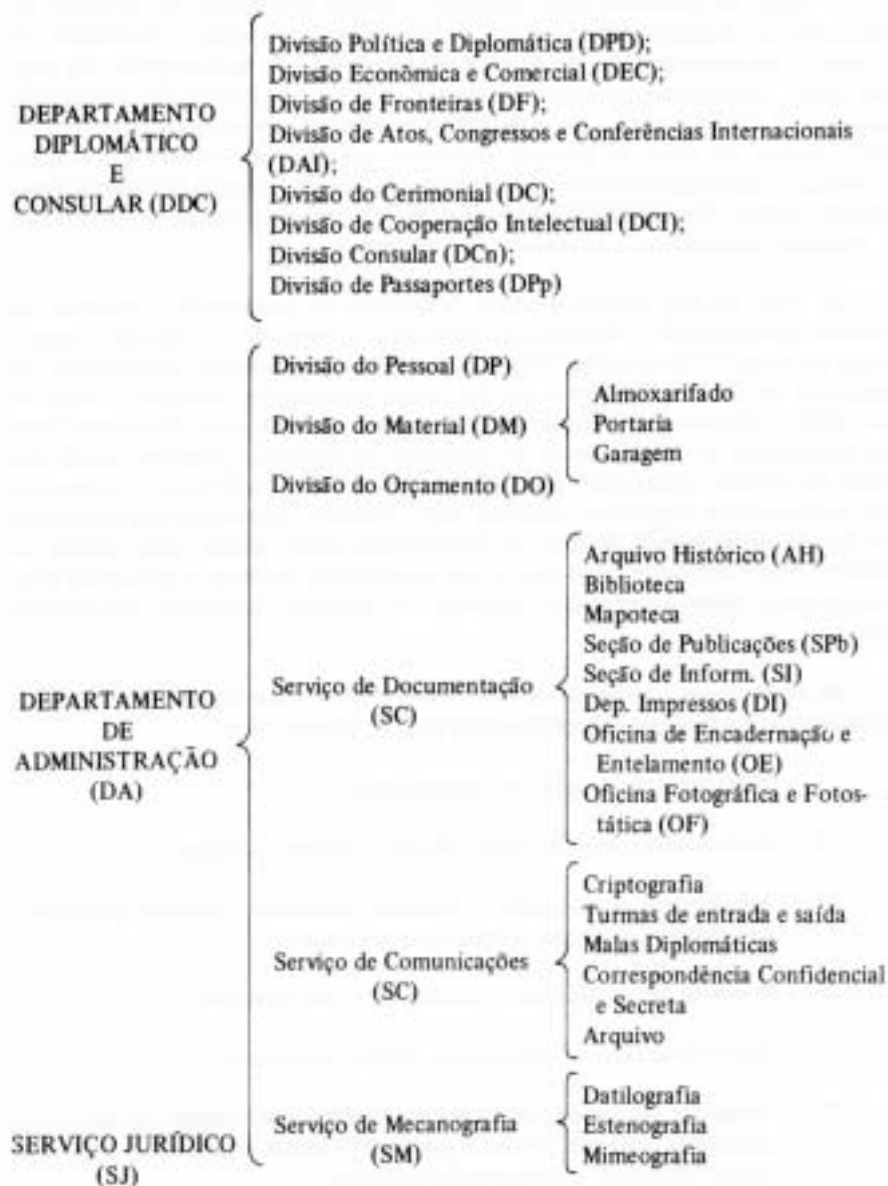 DEPARTAMENTO
DIPLOMÁTICO
E
CONSULAR (DDC)
Divisão Política e Diplomática (DPD);
Divisão Econômica e Comercial (DEC);
Divisão de Fronteiras (DF);
Divisão de Atos, Congressos e Conferências Internacionais
(DAI);
Divisão do Cerimonial (DC);
Divisão de Cooperação Intelectual (DCI);
Divisão Consular (DCn);
Divisão de Passaportes (DPp)
DEPARTAMENTO
DE
ADMINISTRAÇÃO
(DA)
Divisão do Pessoal (DP)
Divisão do Material (DM)
Almoxarifado
Portaria
Garagem
Divisão do Orçamento (DO)
Serviço de Documentação
(SC)
Arquivo Histórico (AH)
Biblioteca
Mapoteca
Seção de Publicações (SPb)
Seção de Inform. (SI)
Dep. Impressos (DI)
Oficina de Encadernação e
Entelamento (OE)
Oficina Fotográfica e Fotos-
tática (OF)
Serviço de Comunicações
(SC)
Criptografia
Turmas de entrada e saída
Malas Diplomáticas
Correspondência Confidencial
e Secreta
Arquivo
Serviço de Mecanografia
(SM)
Datilografia
Estenografia
Mimeografia
SERVIÇO JURÍDICO
(SJ)